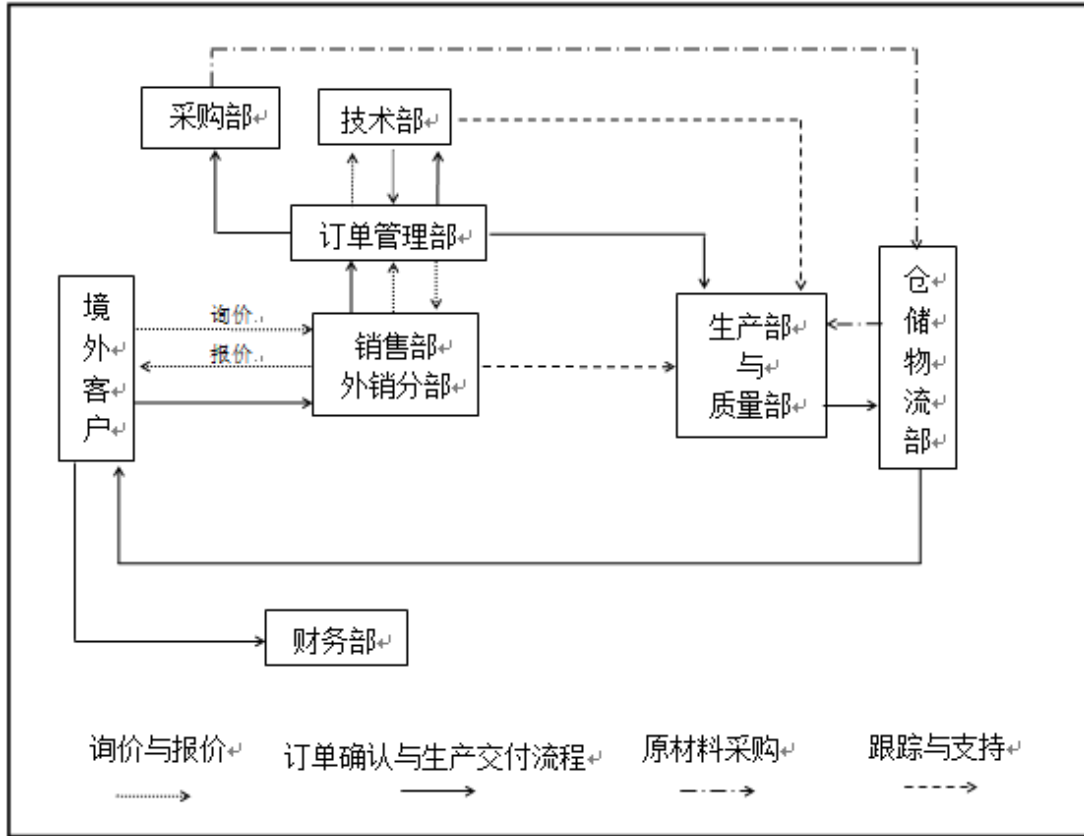 采购部
技术部
订单管理部
境
外
客
户
询价
报价
销售部
外销分部
生产部
与
质量部
仓
储
物
流
部
财务部
询价与报价
订单确认与生产交付流程
原材料采购
跟踪与支持